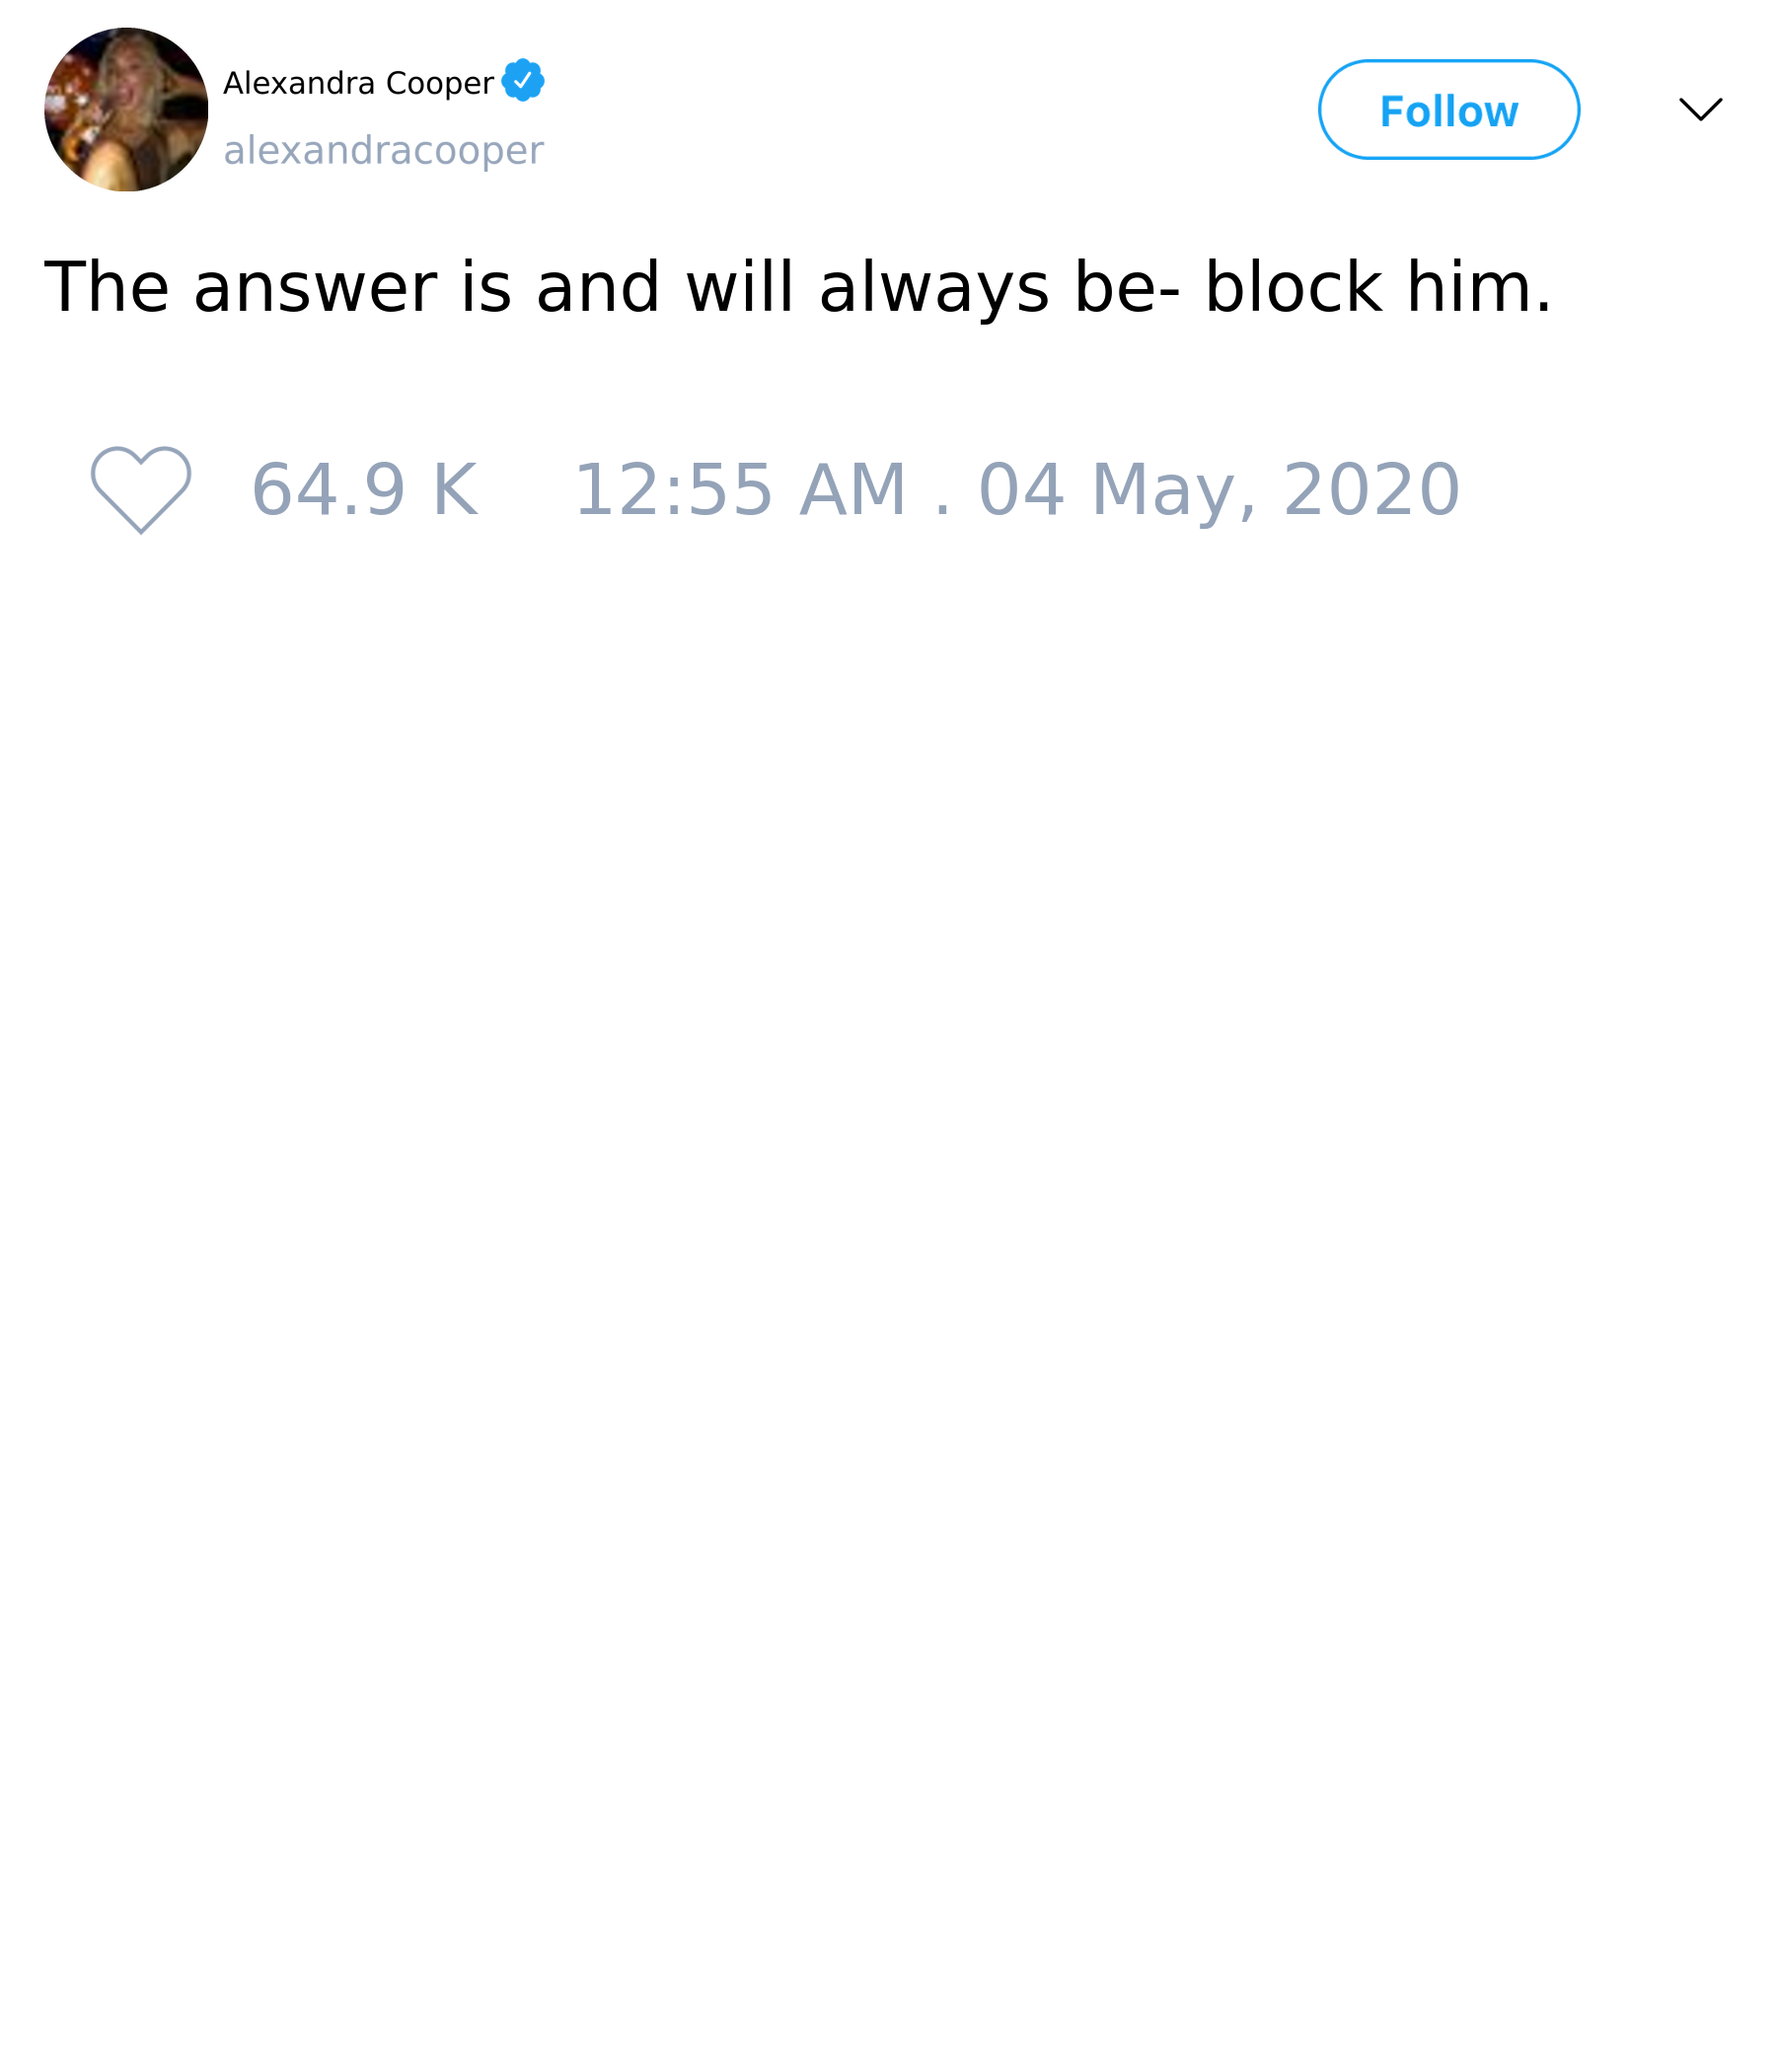 Alexandra Cooper
alexandracooper
Follow
The answer is and will always be- block him.
64.9 K 12:55 AM . 04 May, 2020